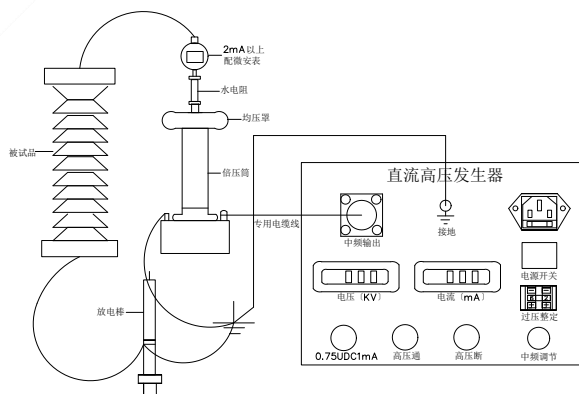 2mA以上
配微安表
水电阻
均压罩
被试品
倍压筒
专用电缆线
放电棒
直流高压发生器
中频输出
接地
电源开关
电压（KV）
电流（mA）
过压整定
0.75UDC1mA
高压通
高压断
中频调节